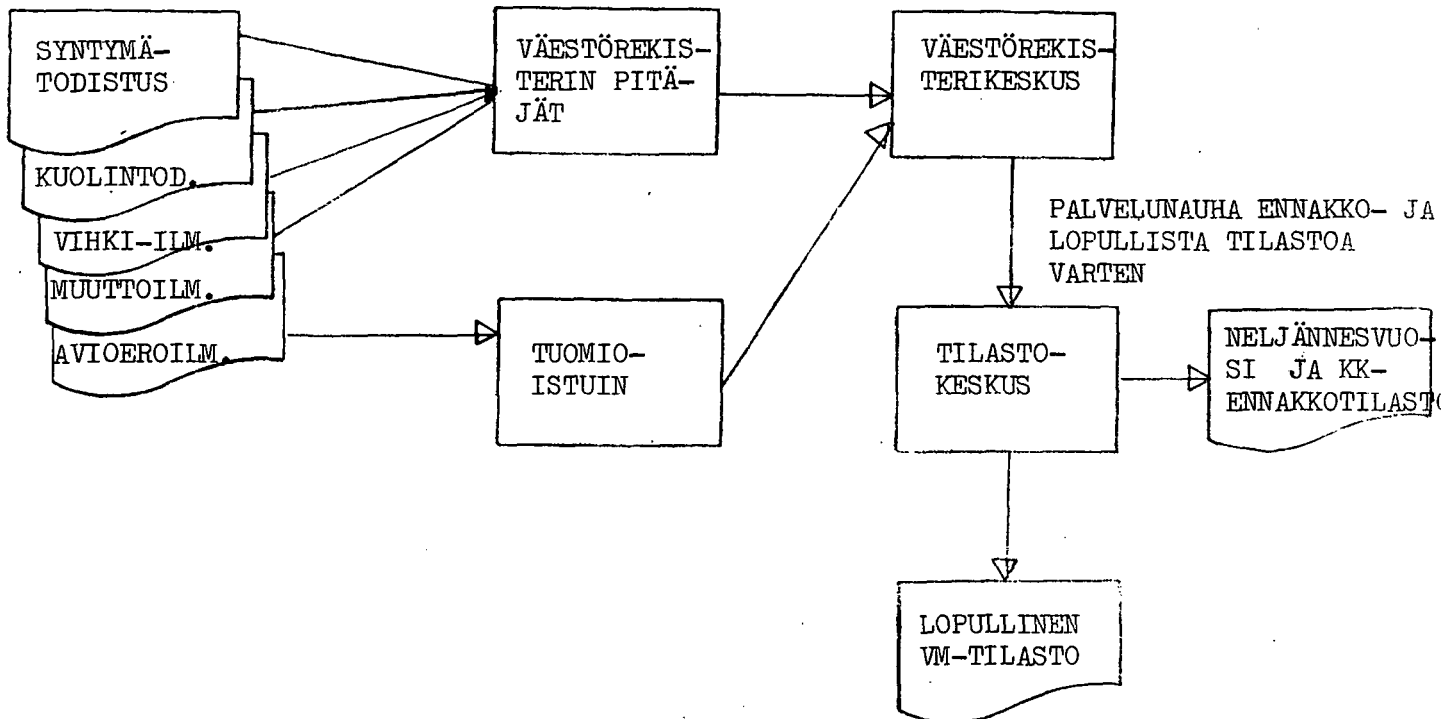 SYNTYMÄ-
TODISTUS
KUOLINTOD.
VIHKI-ILM.
MUUTTOILM.
AVIOEROILM.
VÄESTÖREKIS-
TERIN PITÄ-
JÄT
TUOMIO-
ISTUIN
VÄESTÖREKIS-
TERIKESKUS
PALVELUNAUHA ENNAKKO- JA
LOPULLISTA TILASTOA
VARTEN
TILASTO-
KESKUS
NELJÄNNESVUO-
SI JA KK-
ENNAKKOTILASTO
LOPULLINEN
VM-TILASTO